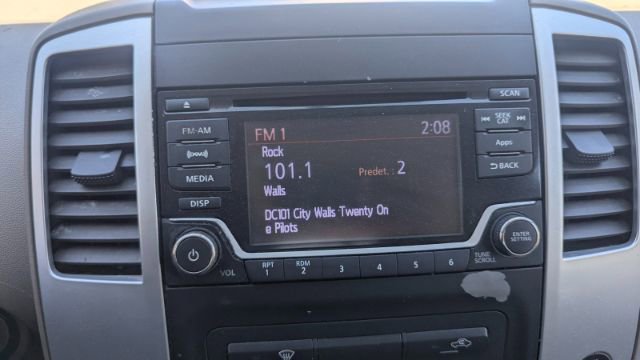 SCAN
FM-AM
MEDIA
DISP
VOL
FM 1 2:08
Rock
101.1 Predet. : 2
Walls
DC101 City Walls Twenty On
e Pilots
SEEK
CAT
Apps
BACK
ENTER
SETTING
TUNE
SCROLL
RPT
1
RDM
2
3
4
5
6